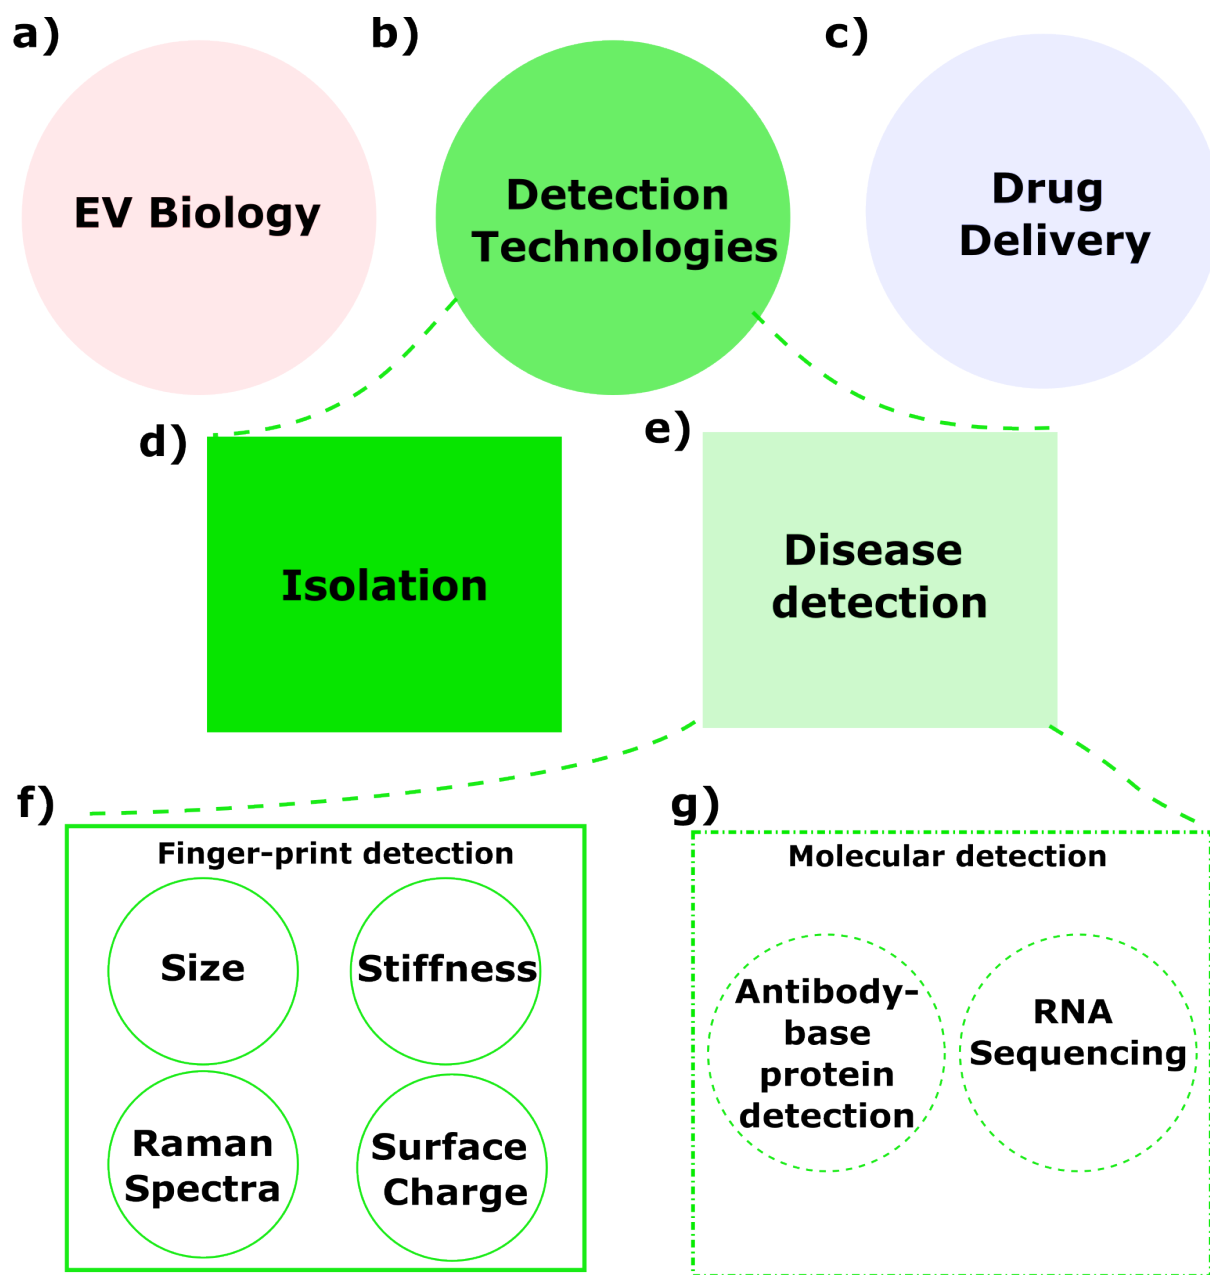 a)
EV Biology
b)
Detection
Technologies
c)
Drug
Delivery
d)
Isolation
e)
Disease
detection
f)
Finger-print detection
Size
Stiffness
Raman
Spectra
Surface
Charge
g)
Molecular detection
Antibody-
base
protein
detection
RNA
Sequencing